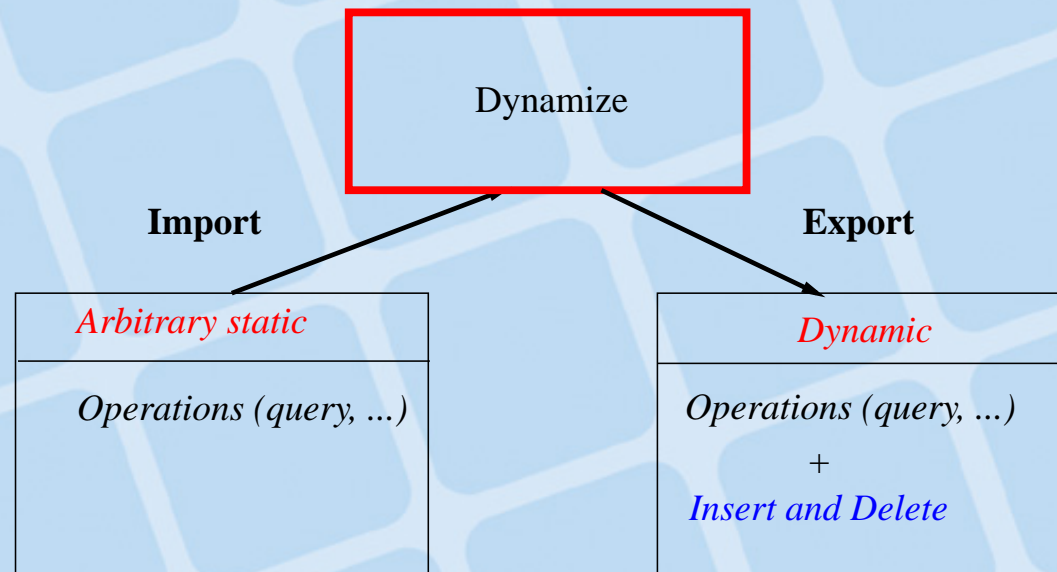 Dynamize
Import
Export
Arbitrary static
Operations (query, ...)
Dynamic
Operations (query, ...)
+
Insert and Delete